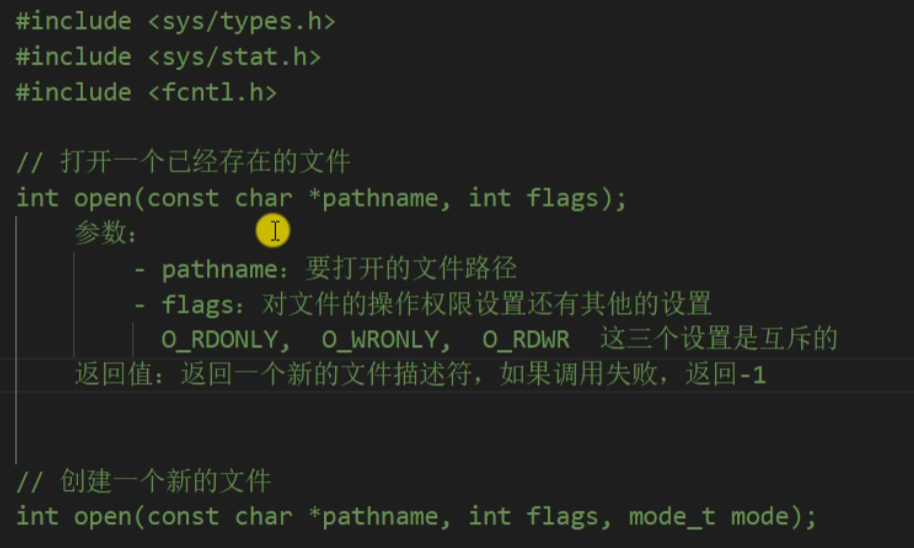 #include <sys/types.h>
#include <sys/stat.h>
#include <fcntl.h>
// 打开一个已经存在的文件
int open(const char *pathname, int flags);
参数:
- pathname: 要打开的文件路径
- flags: 对文件的操作权限设置还有其他的设置
O_RDONLY, O_WRONLY, O_RDWR 这三个设置是互斥的
返回值: 返回一个新的文件描述符, 如果调用失败, 返回-1
// 创建一个新的文件
int open(const char *pathname, int flags, mode_t mode);